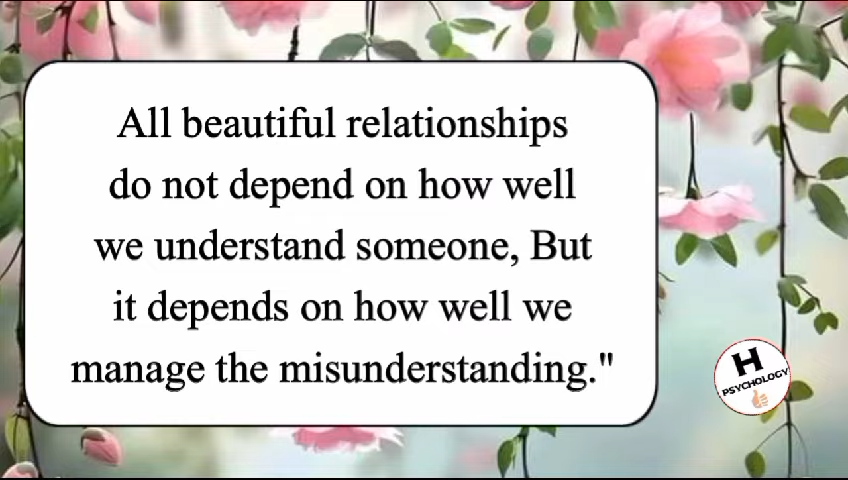 All beautiful relationships
do not depend on how well
we understand someone, But
it depends on how well we
manage the misunderstanding."
H
PSYCHOLOGY